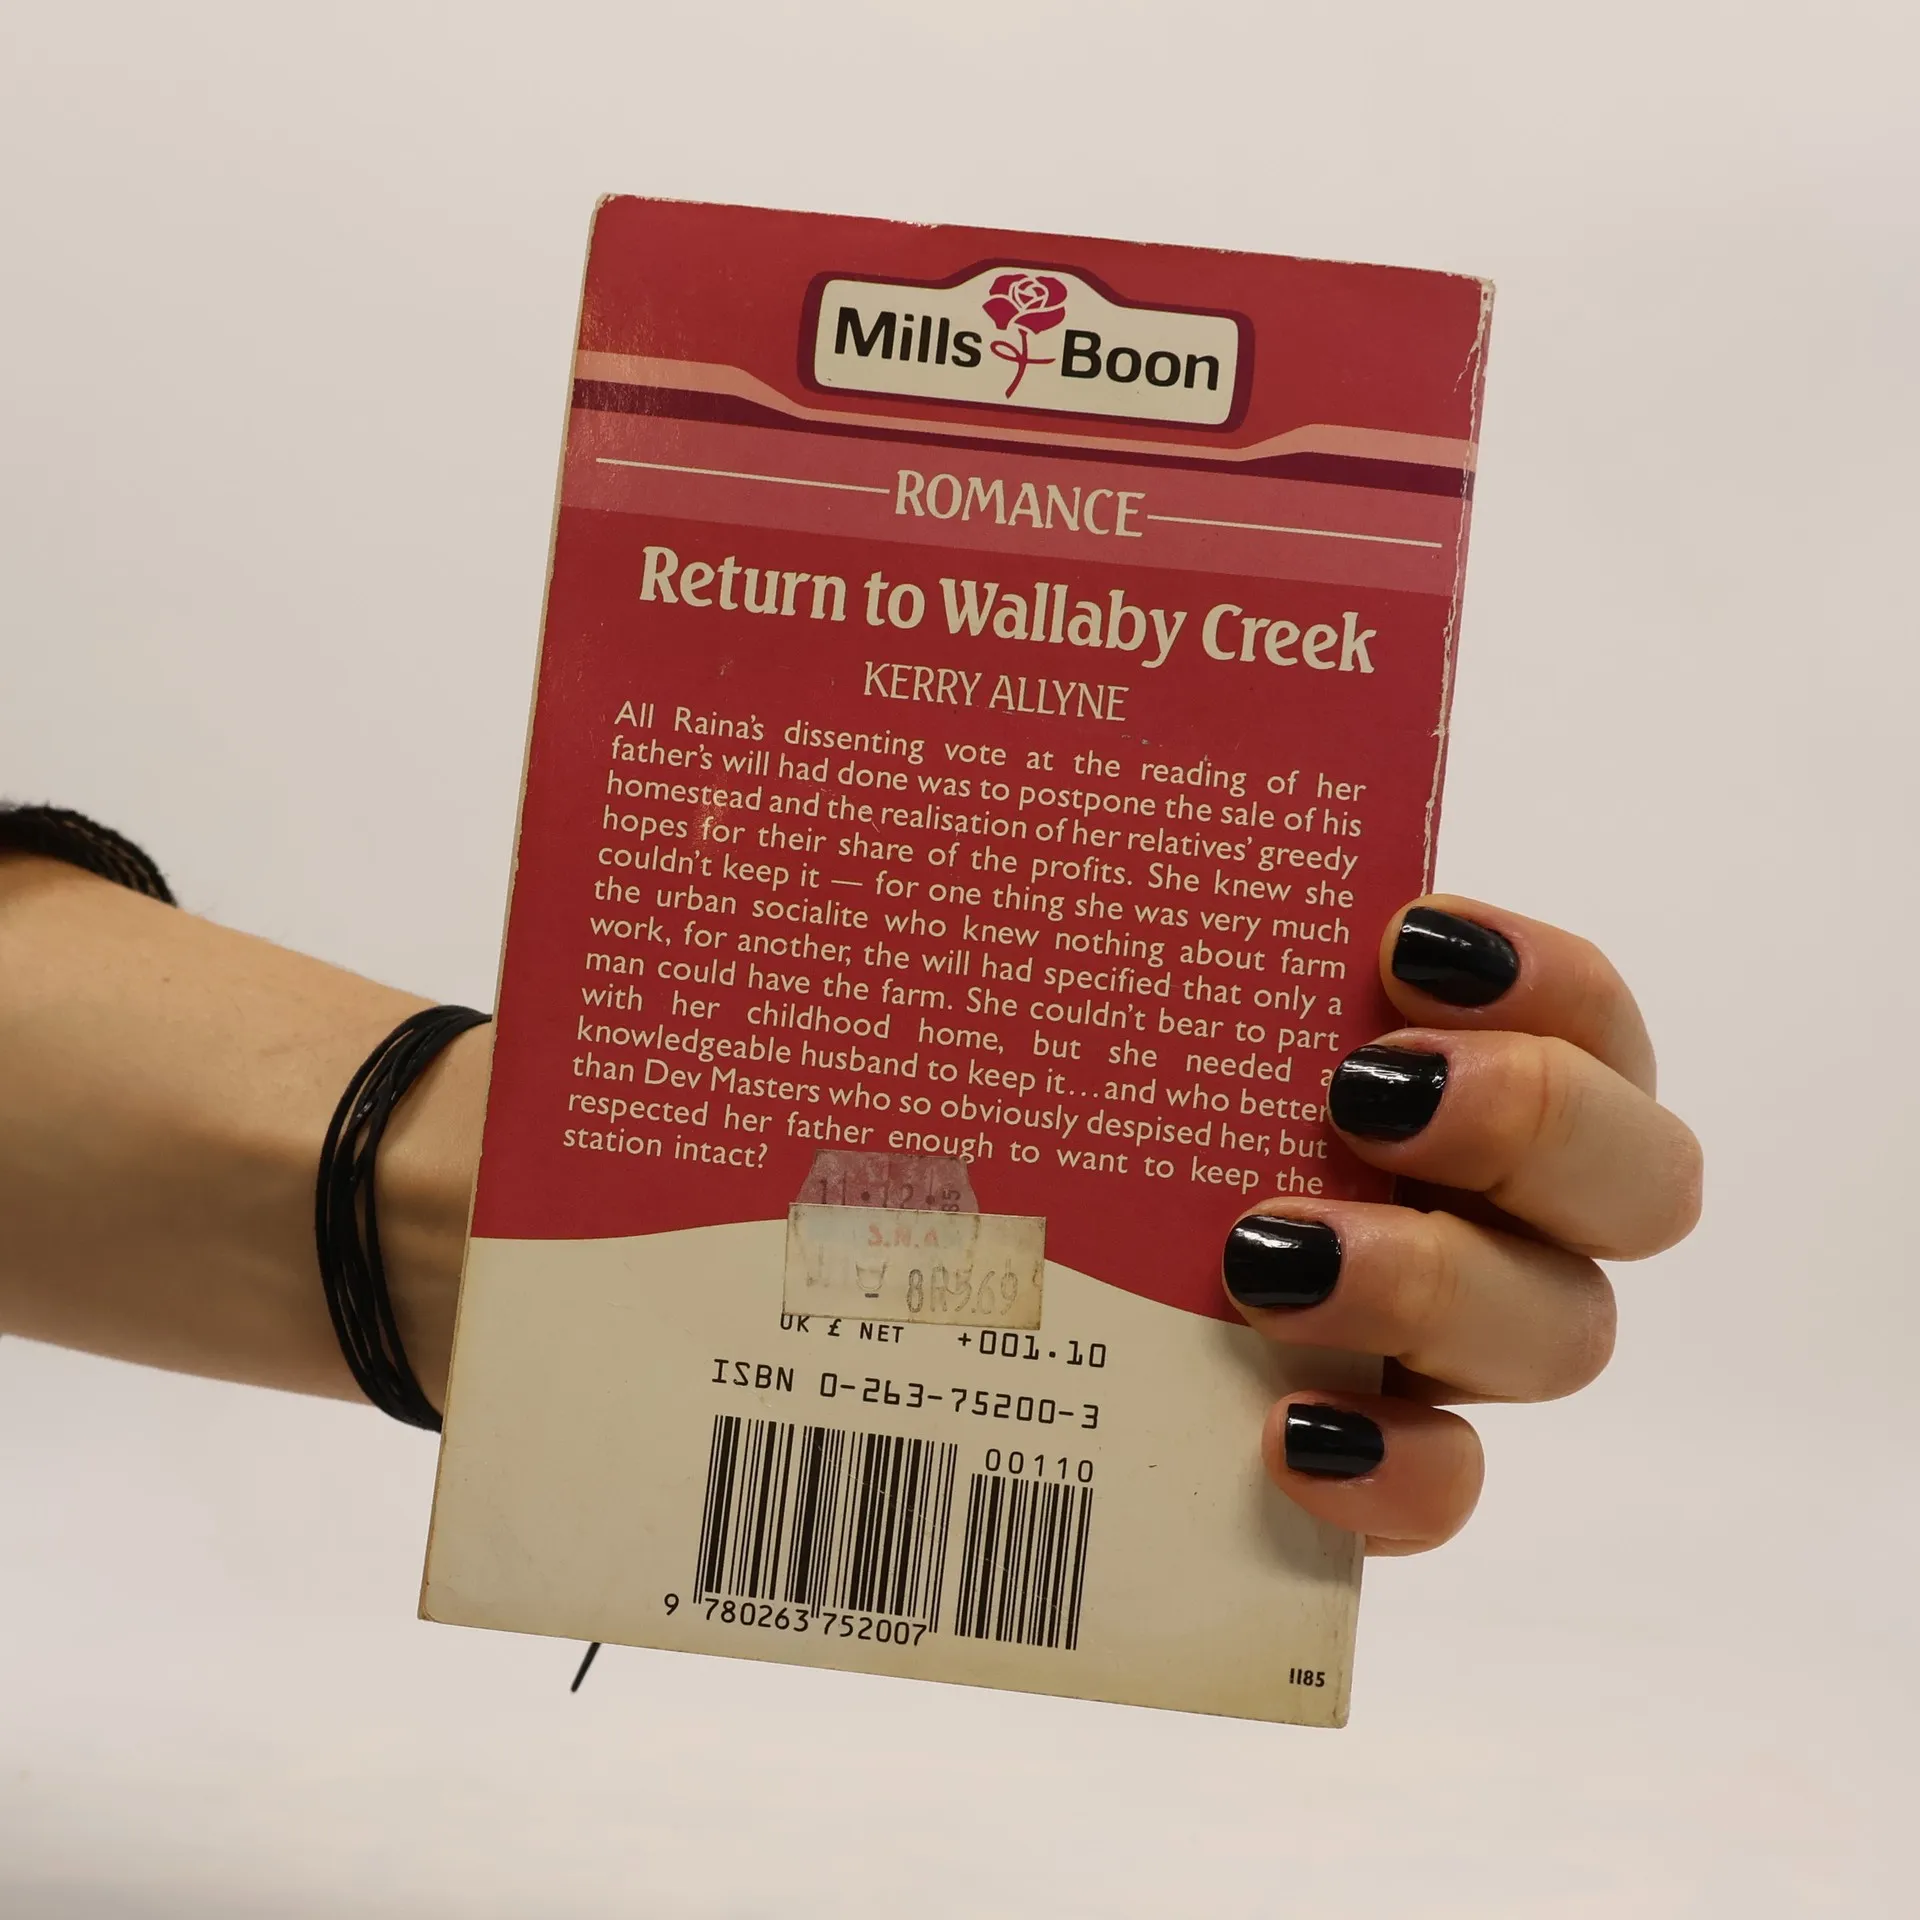 Mills Boon
ROMANCE
Return to Wallaby Creek
KERRY ALLYNE
All Raina's dissenting vote at the reading of her
father's will had done was to postpone the sale of his
homestead and the realisation of her relatives' greedy
hopes for their share of the profits. She knew she
couldn't keep it — for one thing she was very much
the urban socialite who knew nothing about farm
work, for another, the will had specified that only a
man could have the farm. She couldn't bear to part
with her childhood home, but she needed a
knowledgeable husband to keep it...and who better
than Dev Masters who so obviously despised her, but
respected her father enough to want to keep the
station intact?
11.12.85
S.N.A
UK £ NET +001.10
ISBN 0-263-75200-3
00110
9 780263 752007
1185